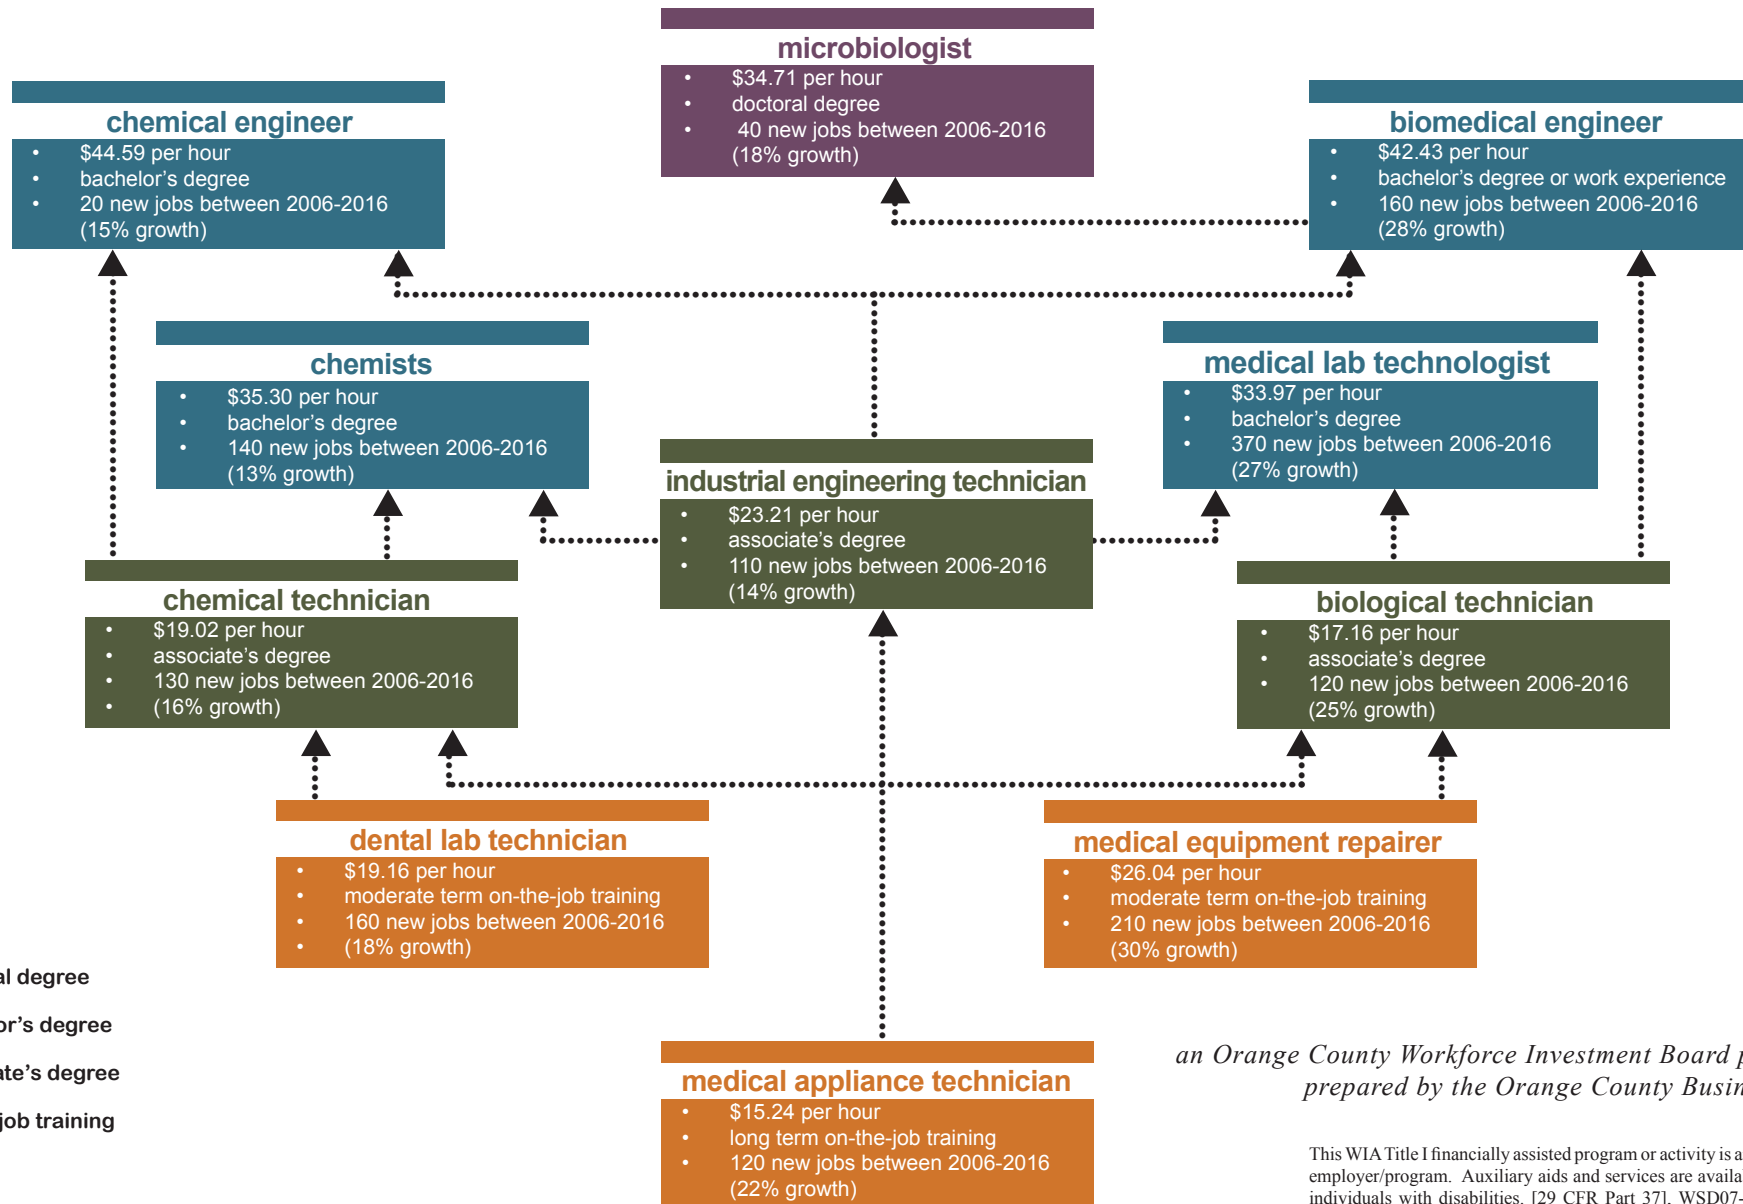 microbiologist
• $34.71 per hour
• doctoral degree
• 40 new jobs between 2006-2016
(18% growth)
chemical engineer
• $44.59 per hour
• bachelor’s degree
• 20 new jobs between 2006-2016
(15% growth)
biomedical engineer
• $42.43 per hour
• bachelor’s degree or work experience
• 160 new jobs between 2006-2016
(28% growth)
chemists
• $35.30 per hour
• bachelor’s degree
• 140 new jobs between 2006-2016
(13% growth)
medical lab technologist
• $33.97 per hour
• bachelor’s degree
• 370 new jobs between 2006-2016
(27% growth)
industrial engineering technician
• $23.21 per hour
• associate’s degree
• 110 new jobs between 2006-2016
(14% growth)
chemical technician
• $19.02 per hour
• associate’s degree
• 130 new jobs between 2006-2016
• (16% growth)
biological technician
• $17.16 per hour
• associate’s degree
• 120 new jobs between 2006-2016
(25% growth)
dental lab technician
• $19.16 per hour
• moderate term on-the-job training
• 160 new jobs between 2006-2016
• (18% growth)
medical equipment repairer
• $26.04 per hour
• moderate term on-the-job training
• 210 new jobs between 2006-2016
(30% growth)
medical appliance technician
• $15.24 per hour
• long term on-the-job training
• 120 new jobs between 2006-2016
(22% growth)
al degree
or’s degree
ate’s degree
job training
an Orange County Workforce Investment Board p
prepared by the Orange County Busin
This WIA Title I financially assisted program or activity is a
employer/program. Auxiliary aids and services are availa
individuals with disabilities. [29 CFR Part 37], WSD07-